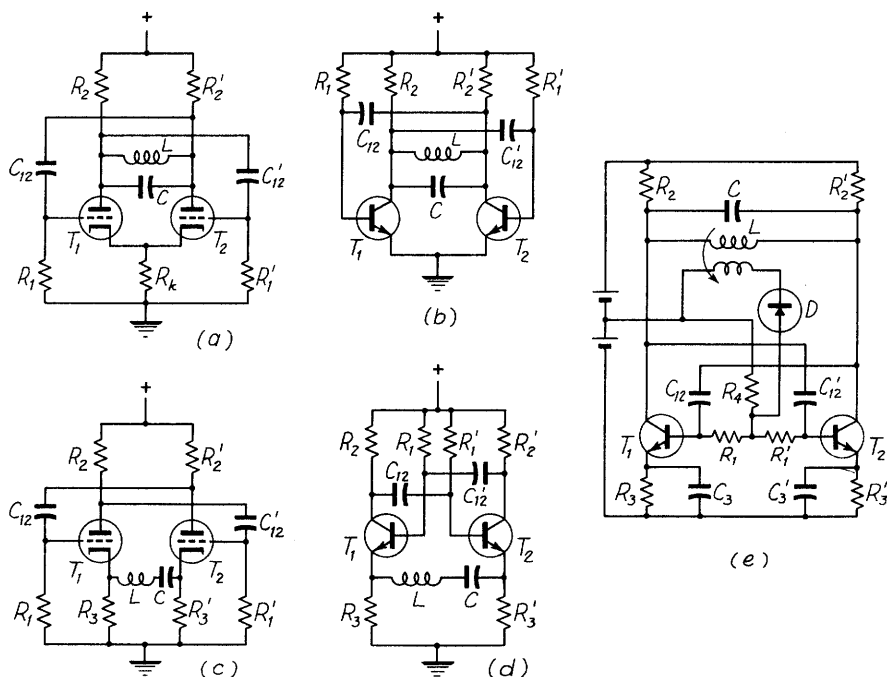 +
R2 R2'
C12 L C12'
C
T1 T2
R1 Rk R1'
(a)
+
R1 R2 R2' R1'
C12 L C12'
C
T1 T2
(b)
+
R2 R2'
C12 C12'
T1 T2
L C
R1 R3 R3' R1'
(c)
+
R2 R1 R1' R2'
C12 C12'
T1 T2
L C
R3 R3'
(d)
R2 C R2'
L
D
C12 R4 C12'
T1 R1 R1' T2
R3 C3 C3' R3'
(e)